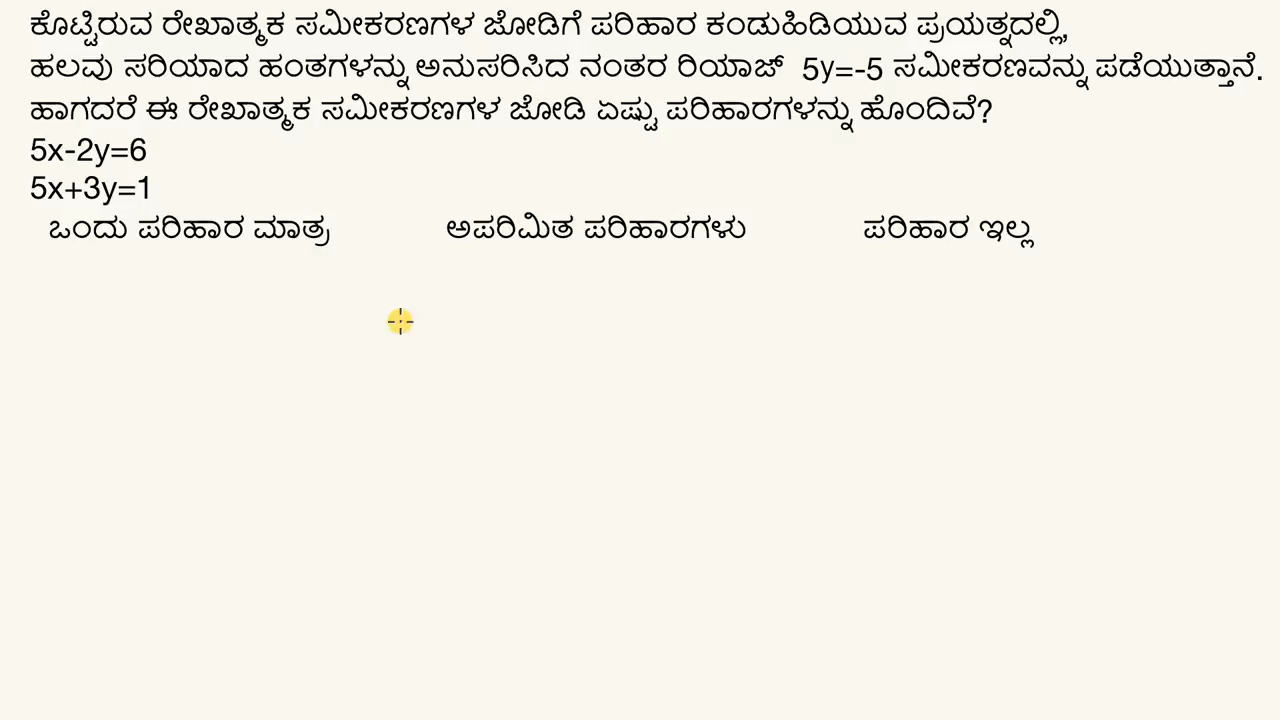 ಕೊಟ್ಟಿರುವ ರೇಖಾತ್ಮಕ ಸಮೀಕರಣಗಳ ಜೋಡಿಗೆ ಪರಿಹಾರ ಕಂಡುಹಿಡಿಯುವ ಪ್ರಯತ್ನದಲ್ಲಿ,
ಹಲವು ಸರಿಯಾದ ಹಂತಗಳನ್ನು ಅನುಸರಿಸಿದ ನಂತರ ರಿಯಾಜ್ 5y=-5 ಸಮೀಕರಣವನ್ನು ಪಡೆಯುತ್ತಾನೆ.
ಹಾಗದರೆ ಈ ರೇಖಾತ್ಮಕ ಸಮೀಕರಣಗಳ ಜೋಡಿ ಏಷ್ಟು ಪರಿಹಾರಗಳನ್ನು ಹೊಂದಿವೆ?
5x-2y=6
5x+3y=1
ಒಂದು ಪರಿಹಾರ ಮಾತ್ರ ಅಪರಿಮಿತ ಪರಿಹಾರಗಳು ಪರಿಹಾರ ಇಲ್ಲ